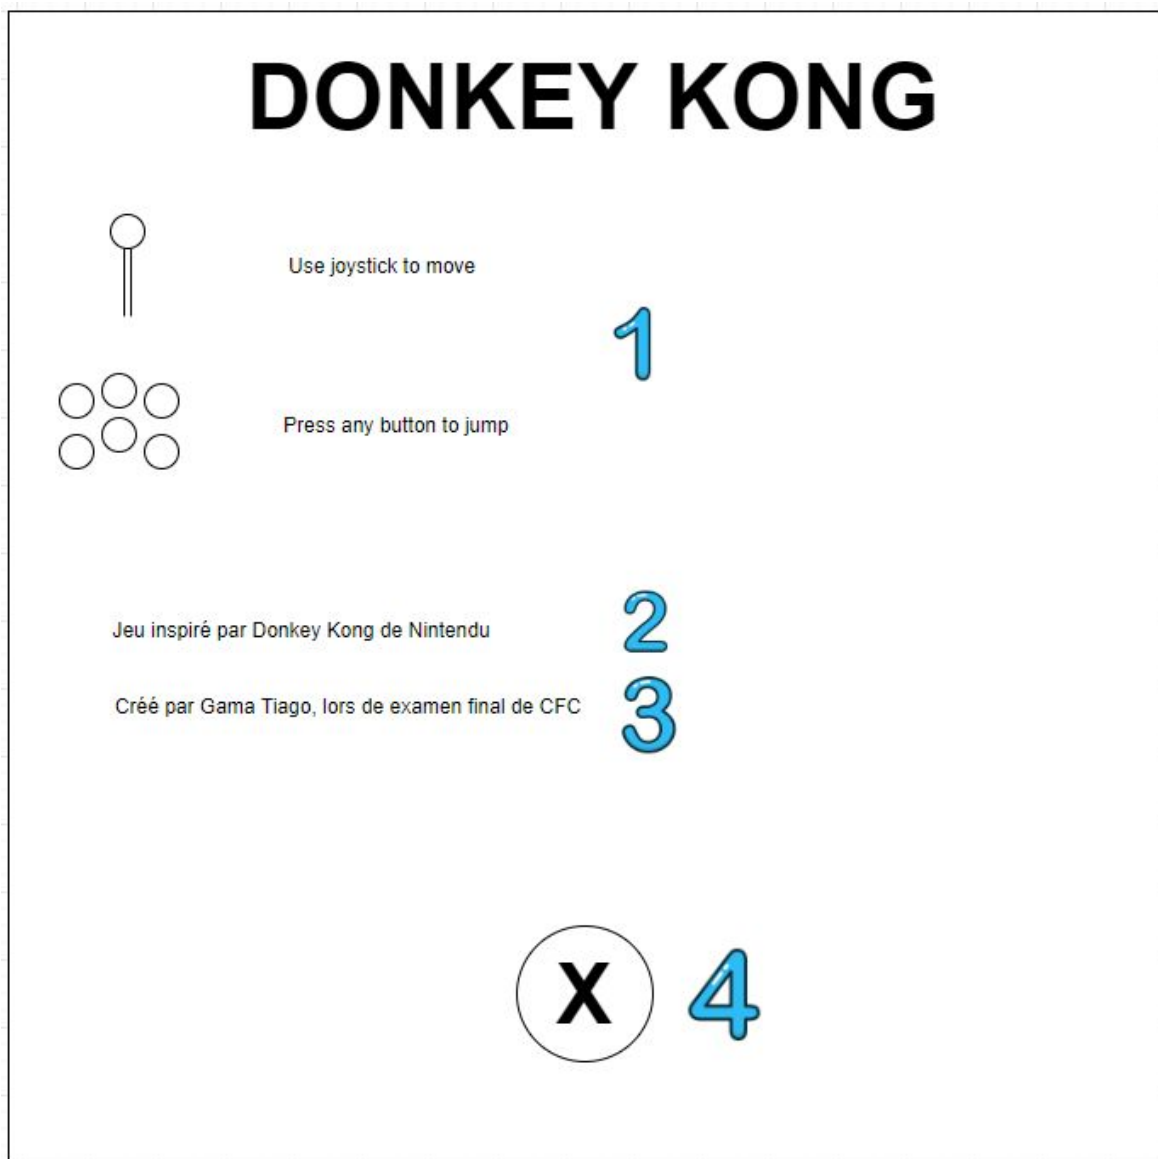 DONKEY KONG
Use joystick to move
1
Press any button to jump
Jeu inspiré par Donkey Kong de Nintendu
2
Créé par Gama Tiago, lors de examen final de CFC
3
X
4